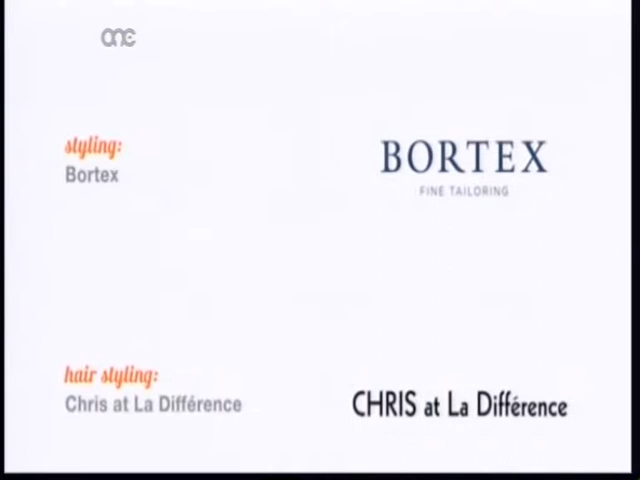 one
styling:
Bortex
BORTEX
FINE TAILORING
hair styling:
Chris at La Différence
CHRIS at La Différence